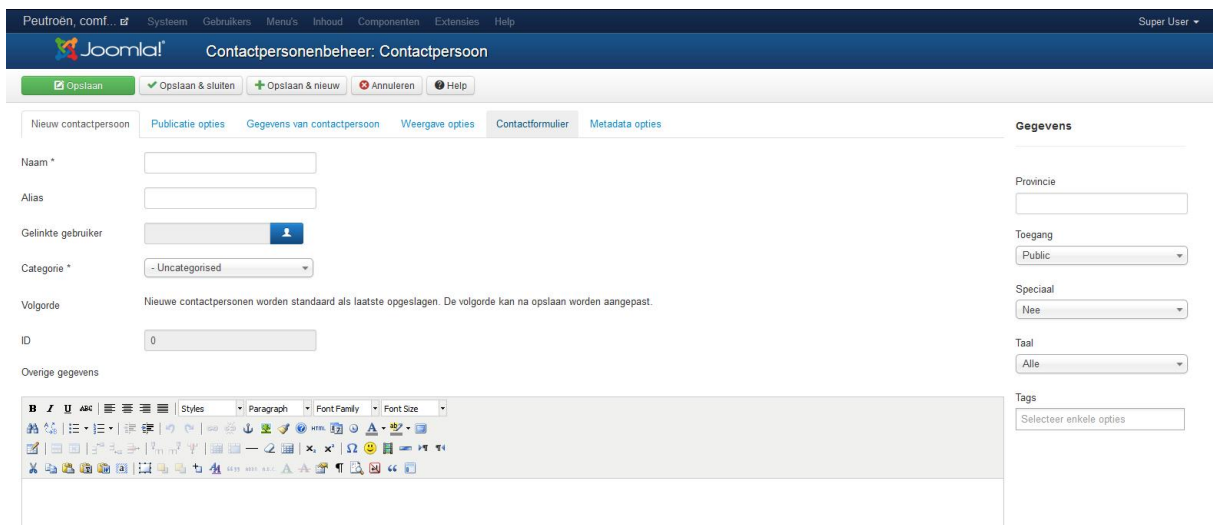 Peutroën, comf... Systeem Gebruikers Menu's Inhoud Componenten Extensies Help Super User
Joomla! Contactpersonenbeheer: Contactpersoon
Opslaan Opslaan & sluiten Opslaan & nieuw Annuleren Help
Nieuw contactpersoon Publicatie opties Gegevens van contactpersoon Weergave opties Contactformulier Metadata opties
Gegevens
Naam *
Alias
Gelinkte gebruiker
Categorie * - Uncategorised
Volgorde Nieuwe contactpersonen worden standaard als laatste opgeslagen. De volgorde kan na opslaan worden aangepast.
ID 0
Overige gegevens
B I U ABC Styles Paragraph Font Family Font Size
HTML
Provincie
Toegang
Public
Speciaal
Nee
Taal
Alle
Tags
Selecteer enkele opties